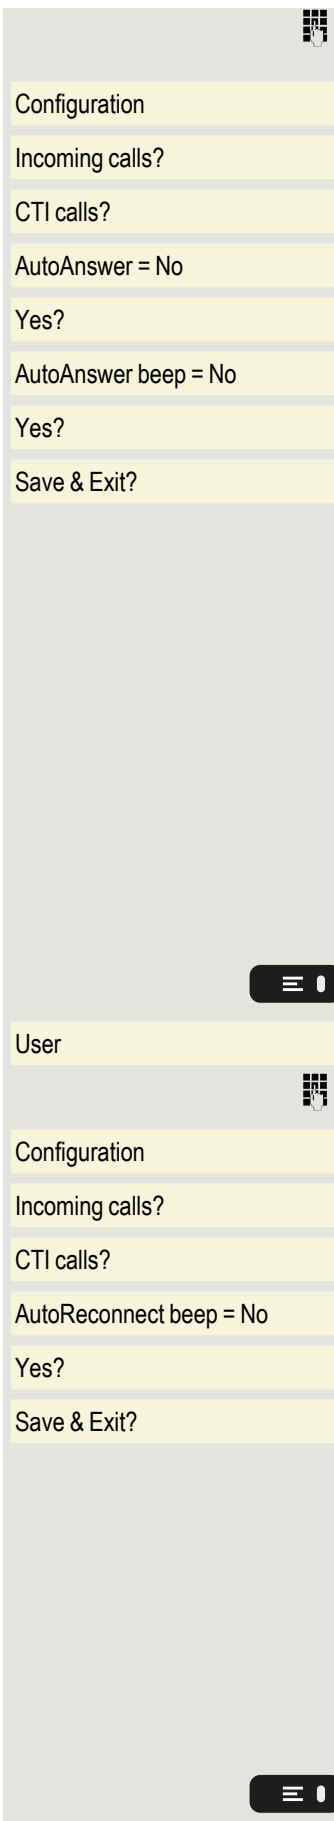 Configuration
Incoming calls?
CTI calls?
AutoAnswer = No
Yes?
AutoAnswer beep = No
Yes?
Save & Exit?
User
Configuration
Incoming calls?
CTI calls?
AutoReconnect beep = No
Yes?
Save & Exit?